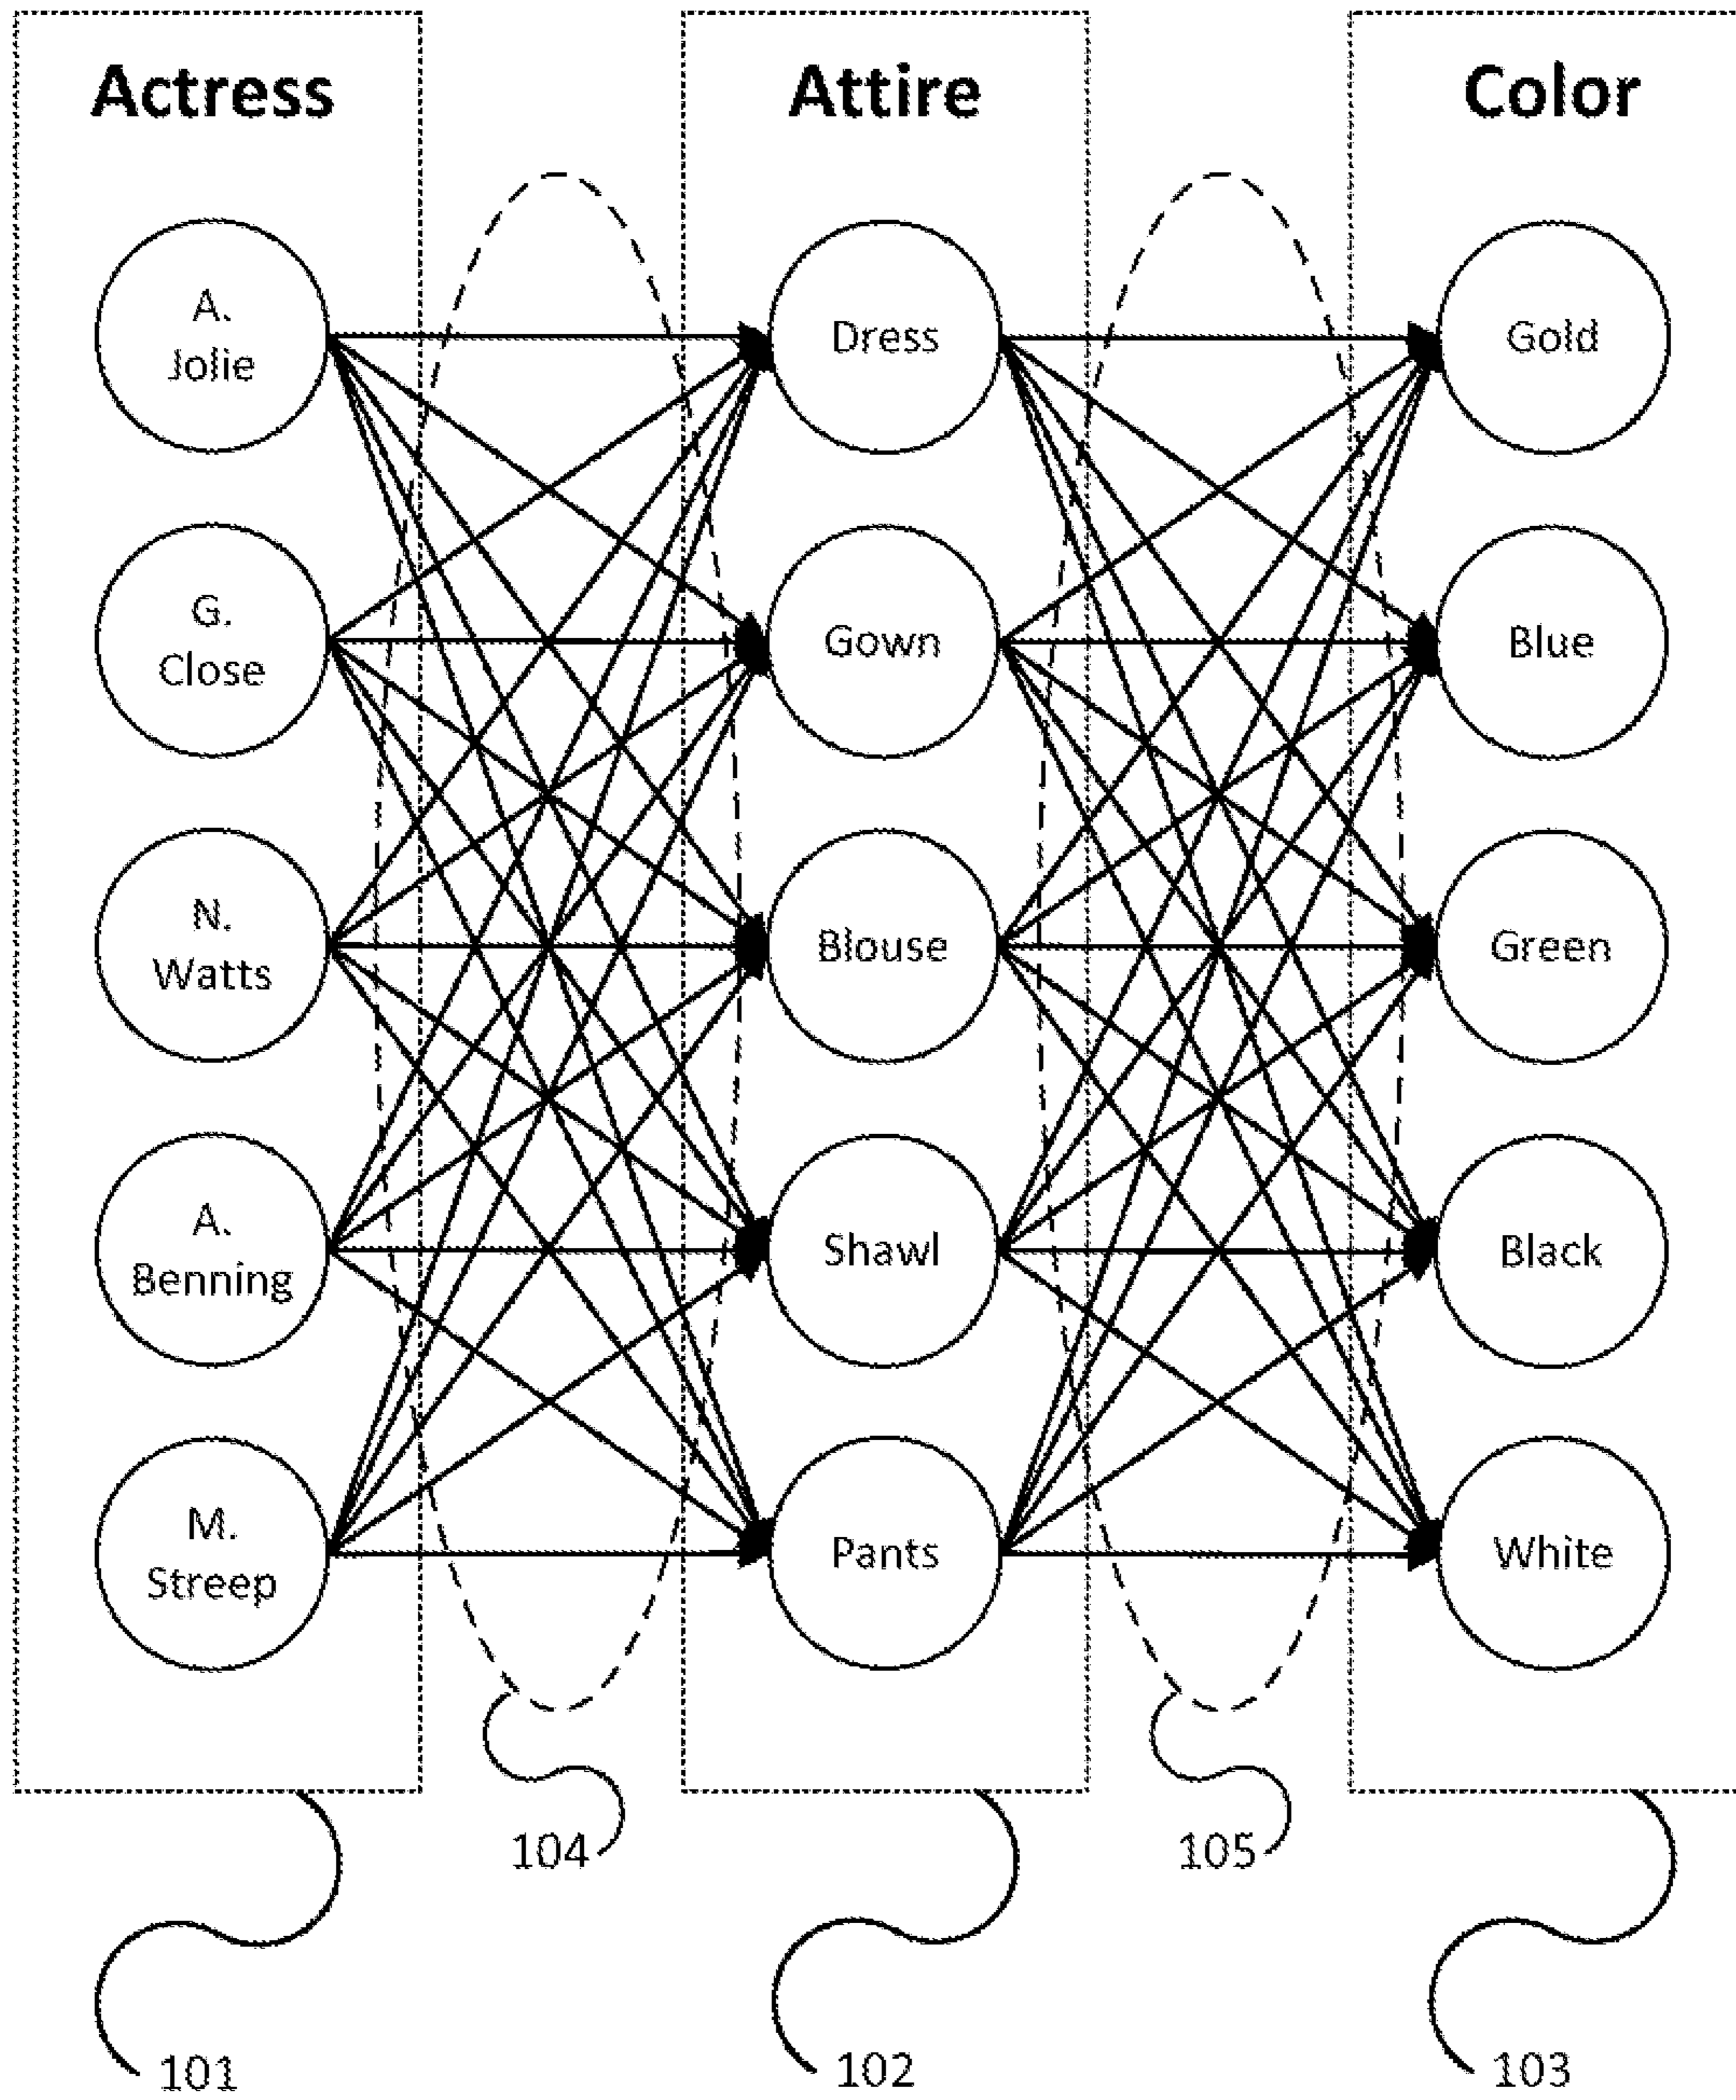 Actress
Attire
Color
A.
Jolie
Dress
Gold
G.
Close
Gown
Blue
N.
Watts
Blouse
Green
A.
Benning
Shawl
Black
M.
Streep
Pants
White
104
105
101
102
103